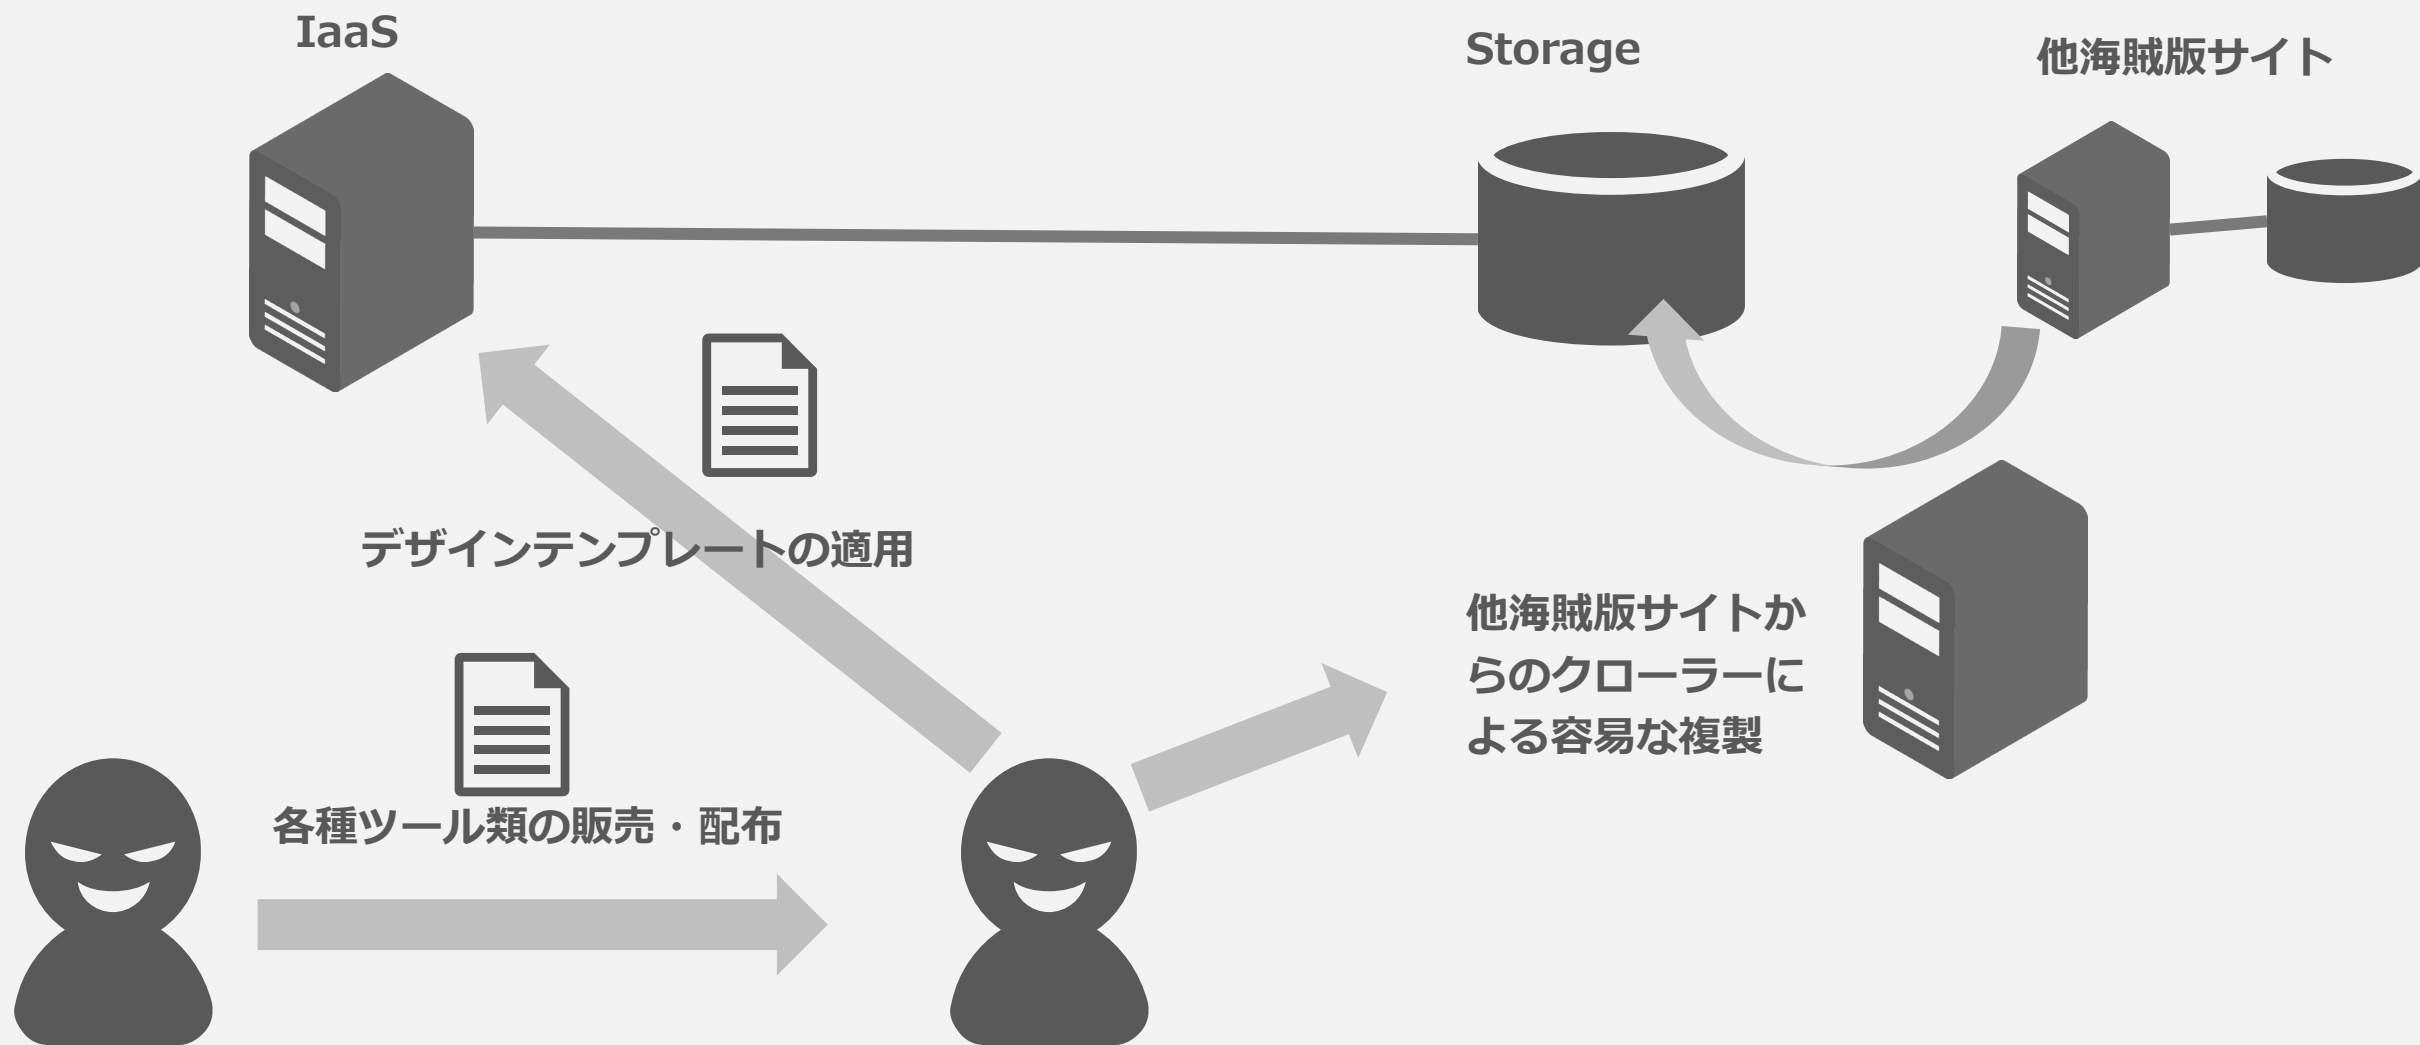 IaaS
Storage
他海賊版サイト
デザインテンプレートの適用
他海賊版サイトか
らのクローラーに
よる容易な複製
各種ツール類の販売・配布